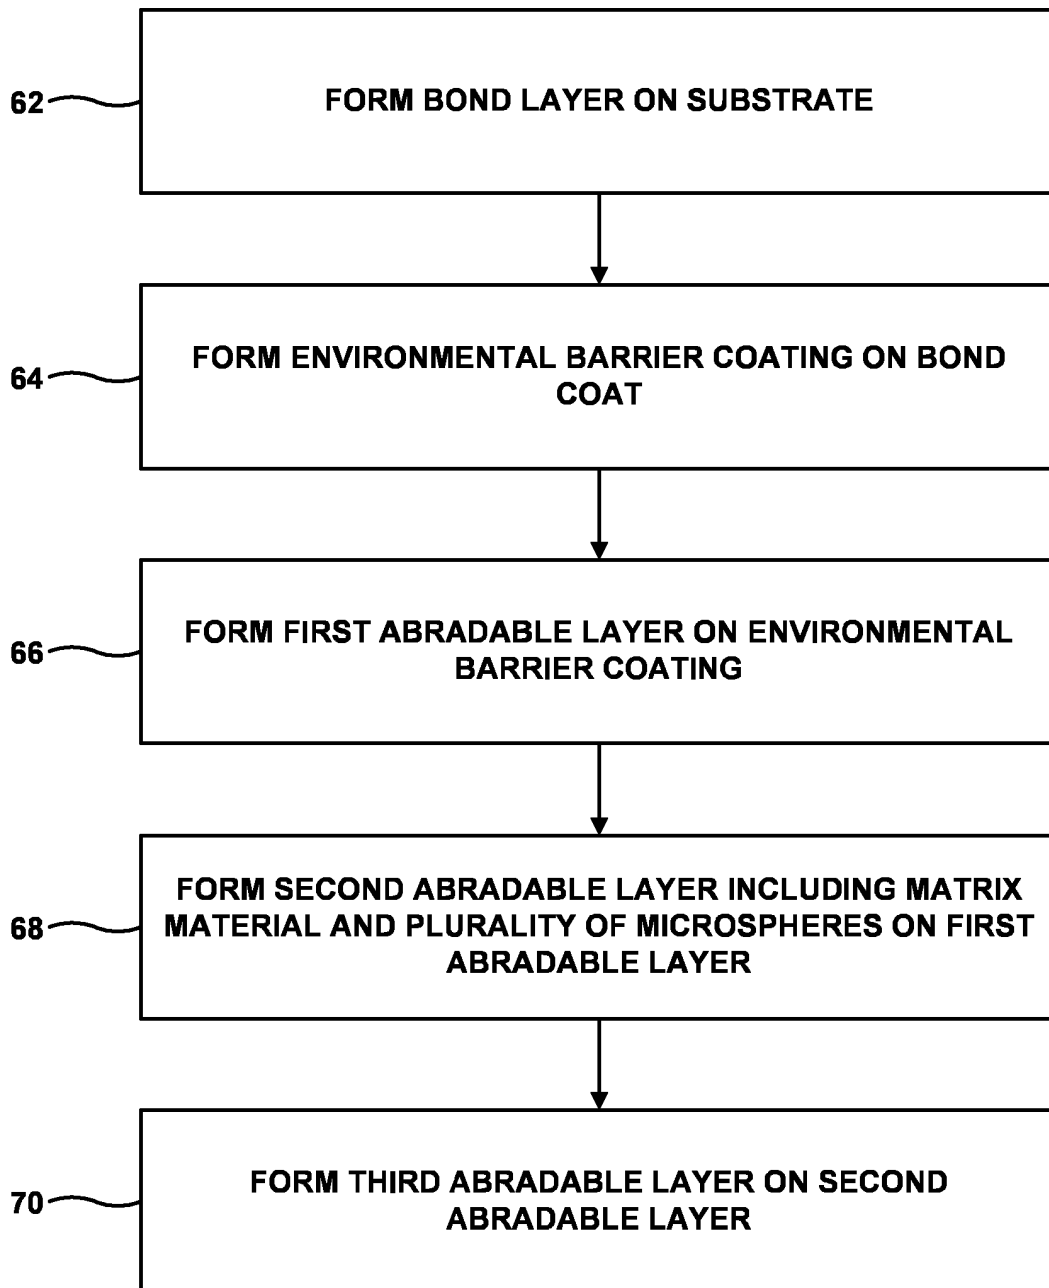 62
FORM BOND LAYER ON SUBSTRATE
64
FORM ENVIRONMENTAL BARRIER COATING ON BOND
COAT
66
FORM FIRST ABRADABLE LAYER ON ENVIRONMENTAL
BARRIER COATING
68
FORM SECOND ABRADABLE LAYER INCLUDING MATRIX
MATERIAL AND PLURALITY OF MICROSPHERES ON FIRST
ABRADABLE LAYER
70
FORM THIRD ABRADABLE LAYER ON SECOND
ABRADABLE LAYER